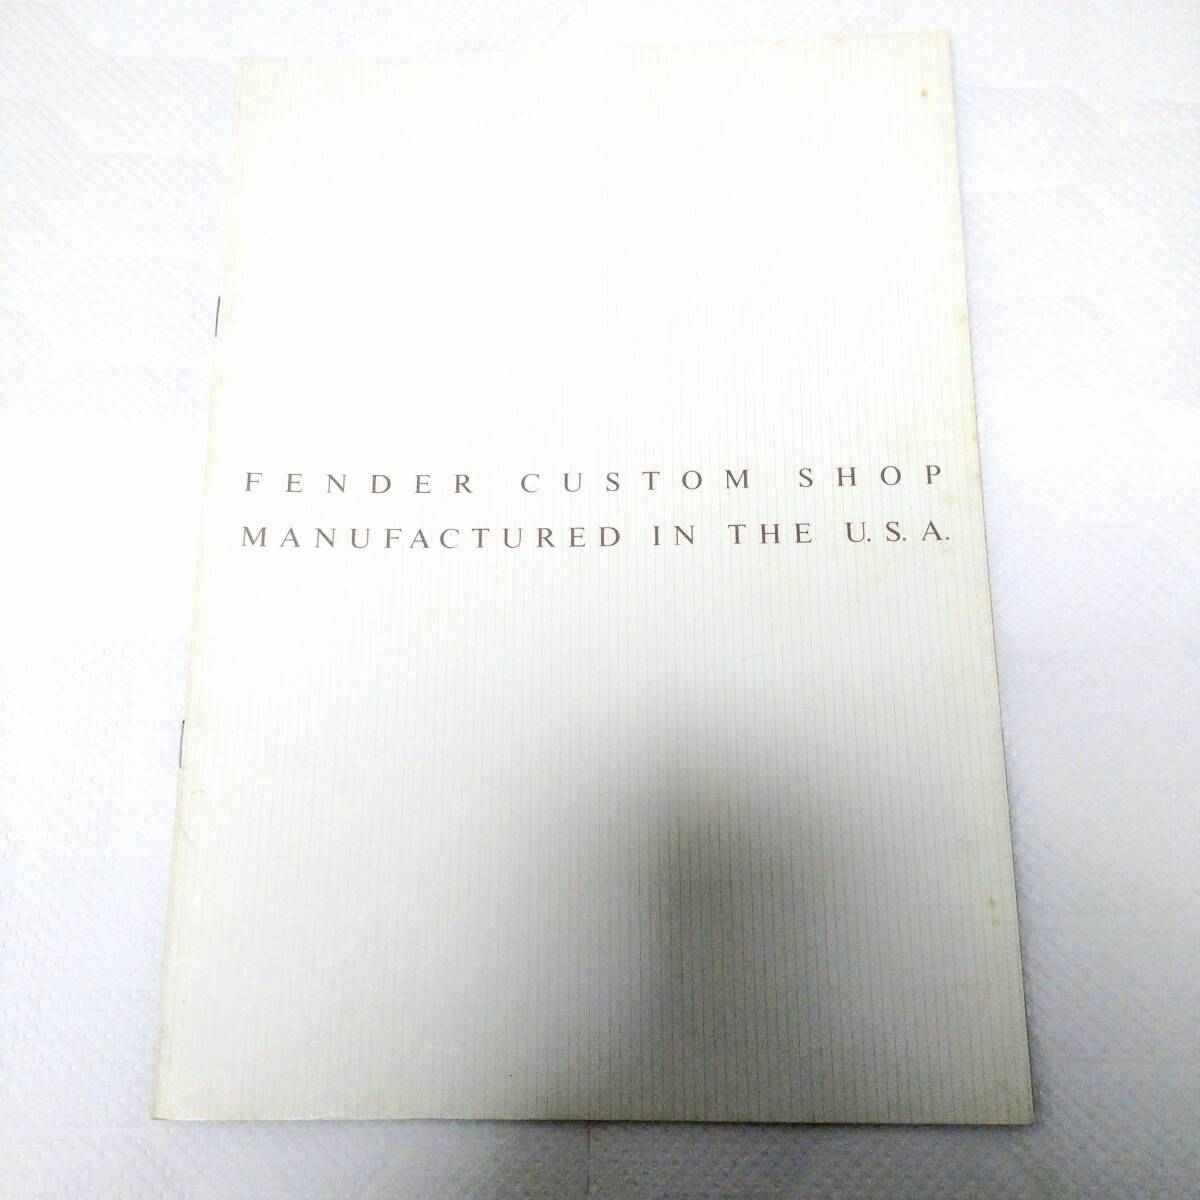 FENDER CUSTOM SHOP
MANUFACTURED IN THE U.S.A.